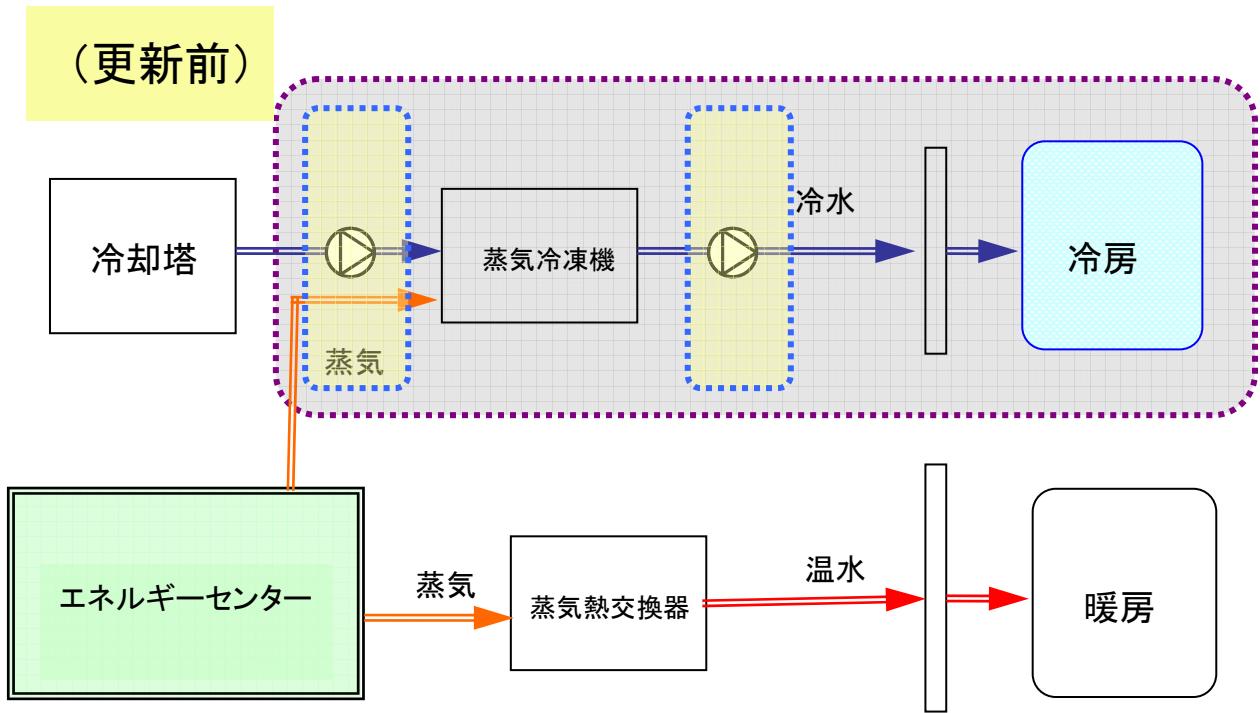 （更新前）
冷却塔
蒸気冷凍機
冷水
冷房
蒸気
エネルギーセンター
蒸気
蒸気熱交換器
温水
暖房